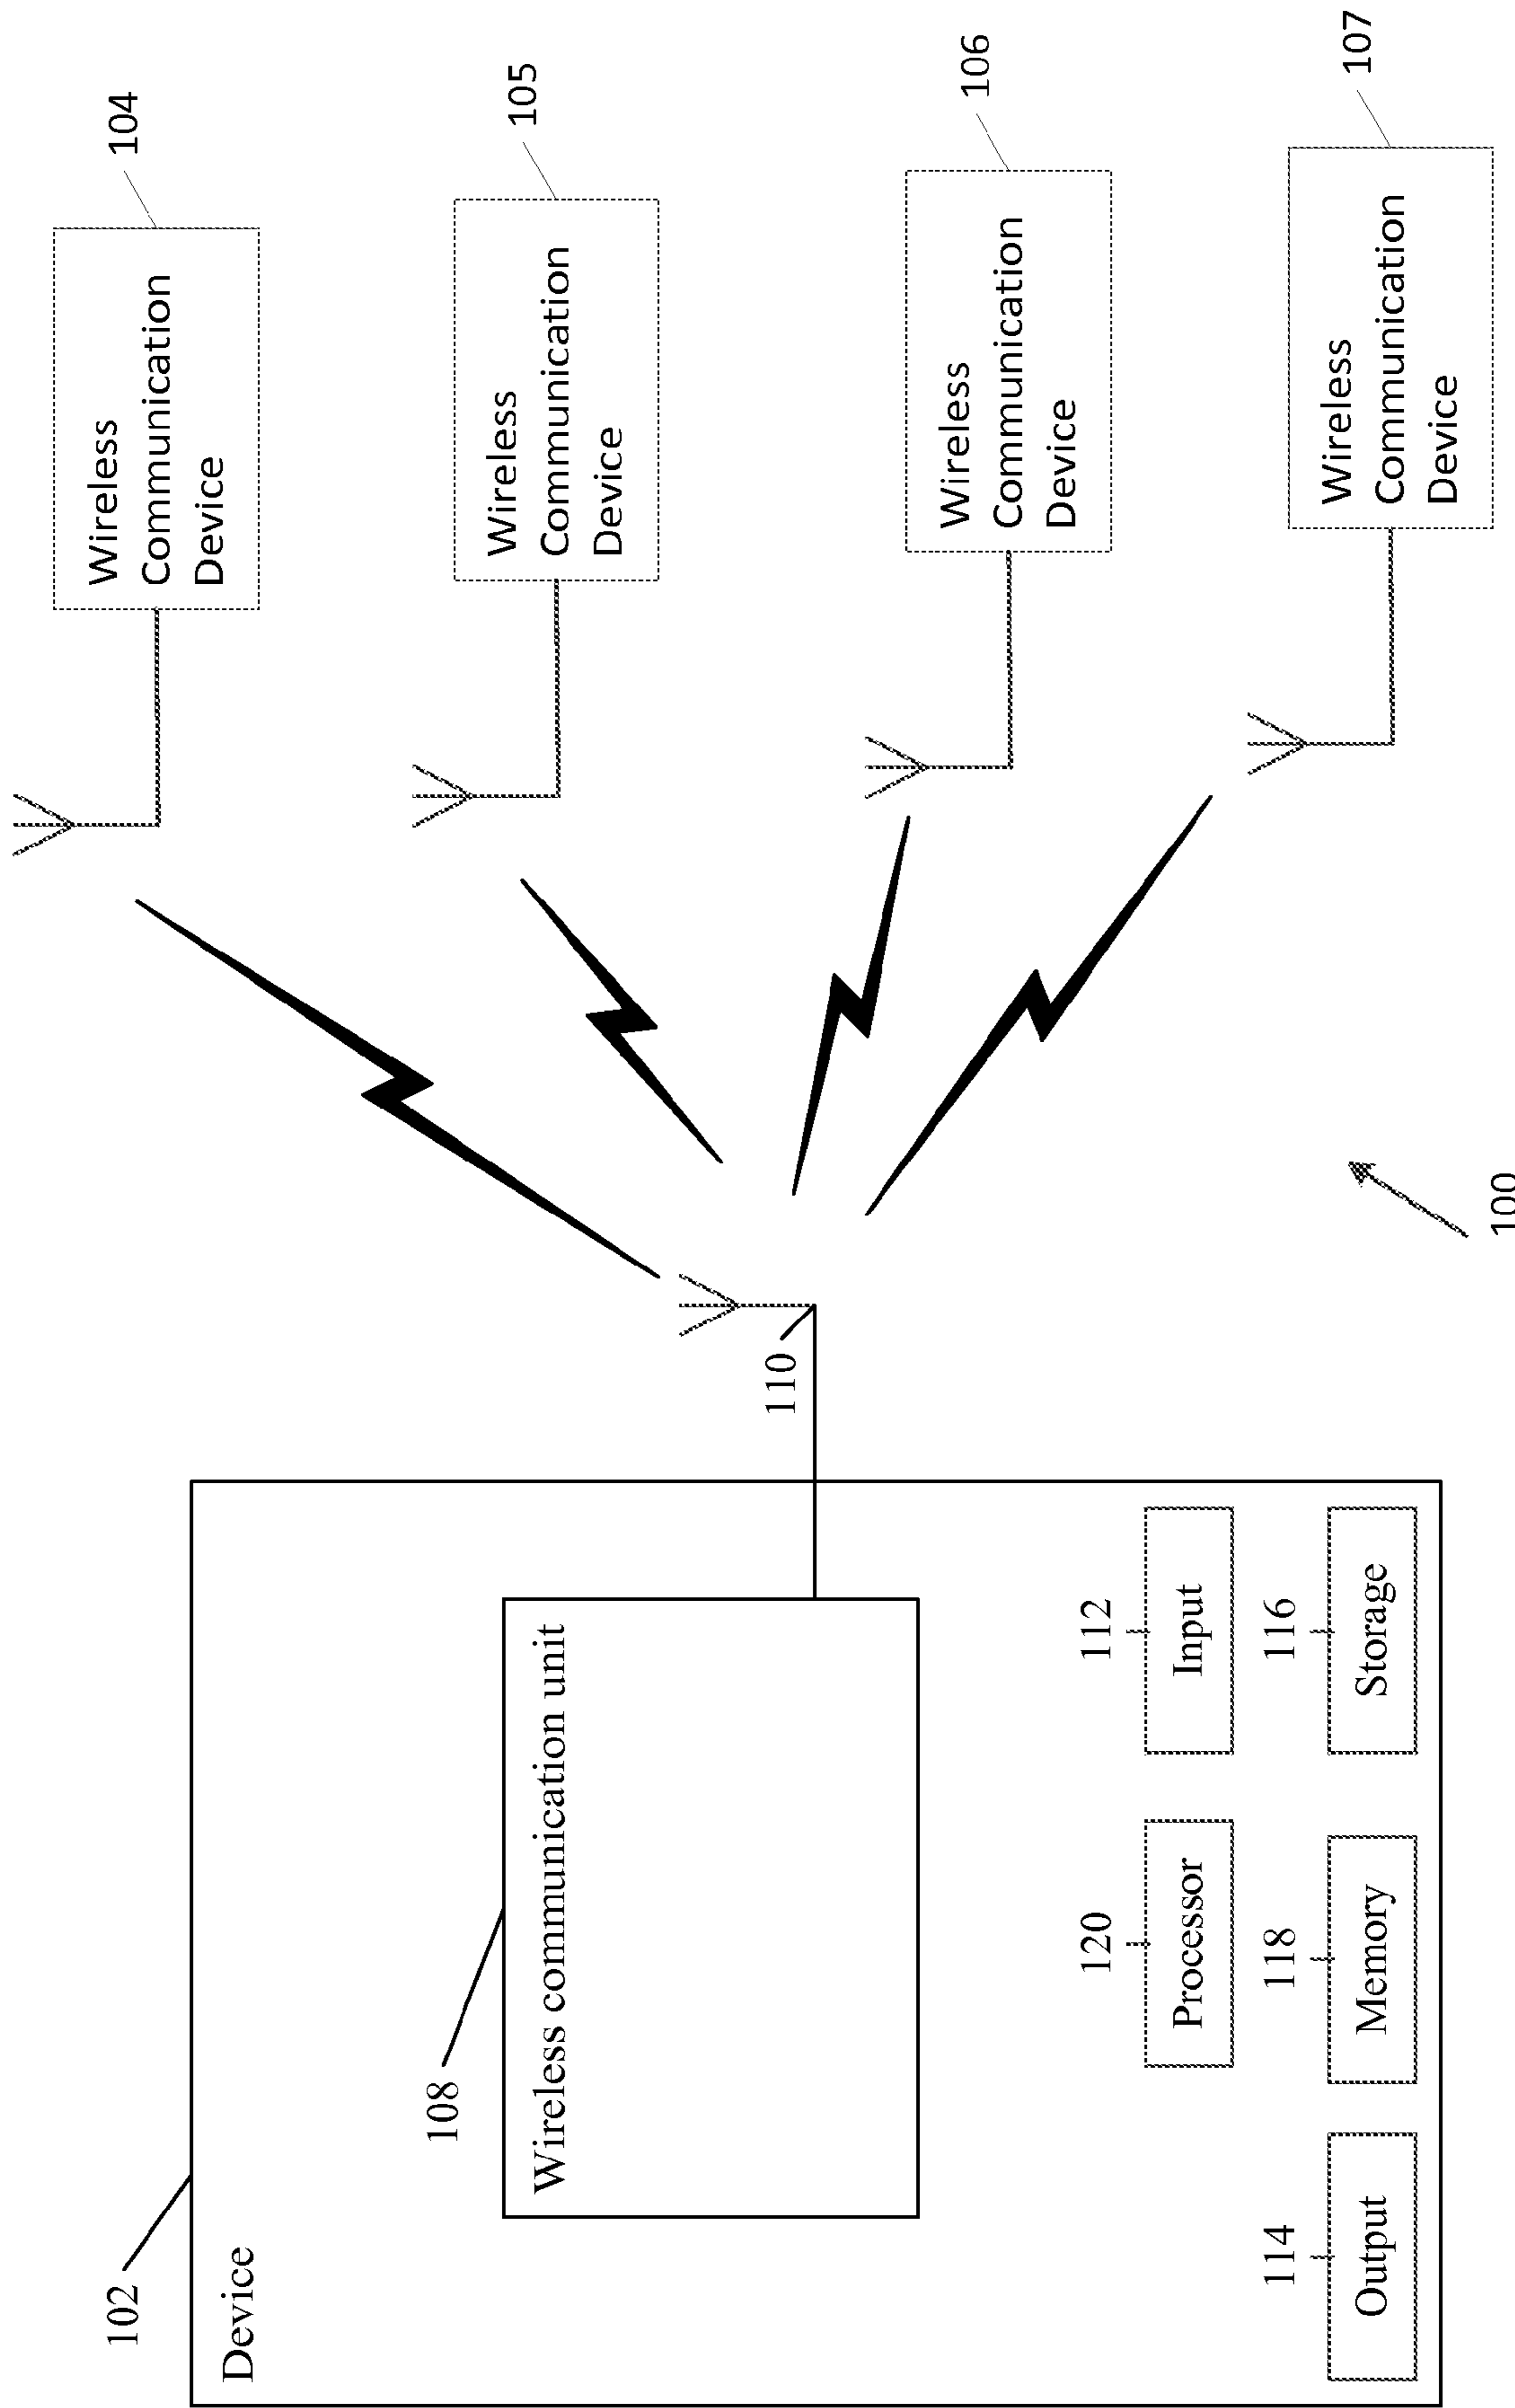 102
Device
108
Wireless communication unit
110
120
Processor
112
Input
114
Output
118
Memory
116
Storage
104
Wireless
Communication
Device
105
Wireless
Communication
Device
106
Wireless
Communication
Device
107
Wireless
Communication
Device
100